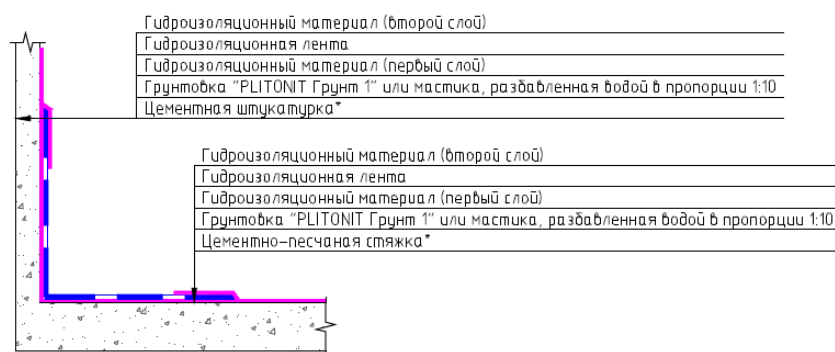 Гидроизоляционный материал (второй слой)
Гидроизоляционная лента
Гидроизоляционный материал (первый слой)
Грунтовка "PLITONIT Грунт 1" или мастика, разбавленная водой в пропорции 1:10
Цементная штукатурка*
Гидроизоляционный материал (второй слой)
Гидроизоляционная лента
Гидроизоляционный материал (первый слой)
Грунтовка "PLITONIT Грунт 1" или мастика, разбавленная водой в пропорции 1:10
Цементно-песчаная стяжка*